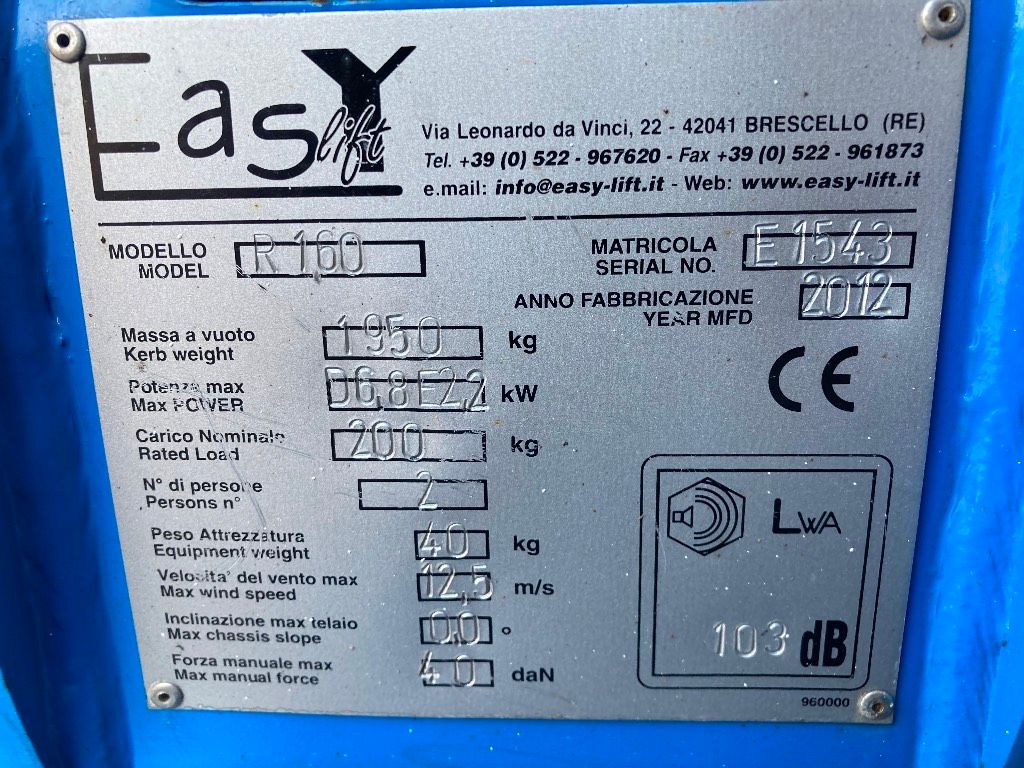 Easy lift
Via Leonardo da Vinci, 22 - 42041 BRESCELLO (RE)
Tel. +39 (0) 522 - 967620 - Fax +39 (0) 522 - 961873
e.mail: info@easy-lift.it - Web: www.easy-lift.it
MODELLO
MODEL R 160
MATRICOLA
SERIAL NO. E1543
ANNO FABBRICAZIONE
YEAR MFD 2012
Massa a vuoto
Kerb weight 1950 kg
Potenza max
Max POWER D6,8E2,2 kW
Carico Nominale
Rated Load 200 kg
N° di persone
Persons n° 2
Peso Attrezzatura
Equipment weight 40 kg
Velocita' del vento max
Max wind speed 12,5 m/s
Inclinazione max telaio
Max chassis slope 0,0 °
Forza manuale max
Max manual force 40 daN
CE
LWA
103 dB
960000